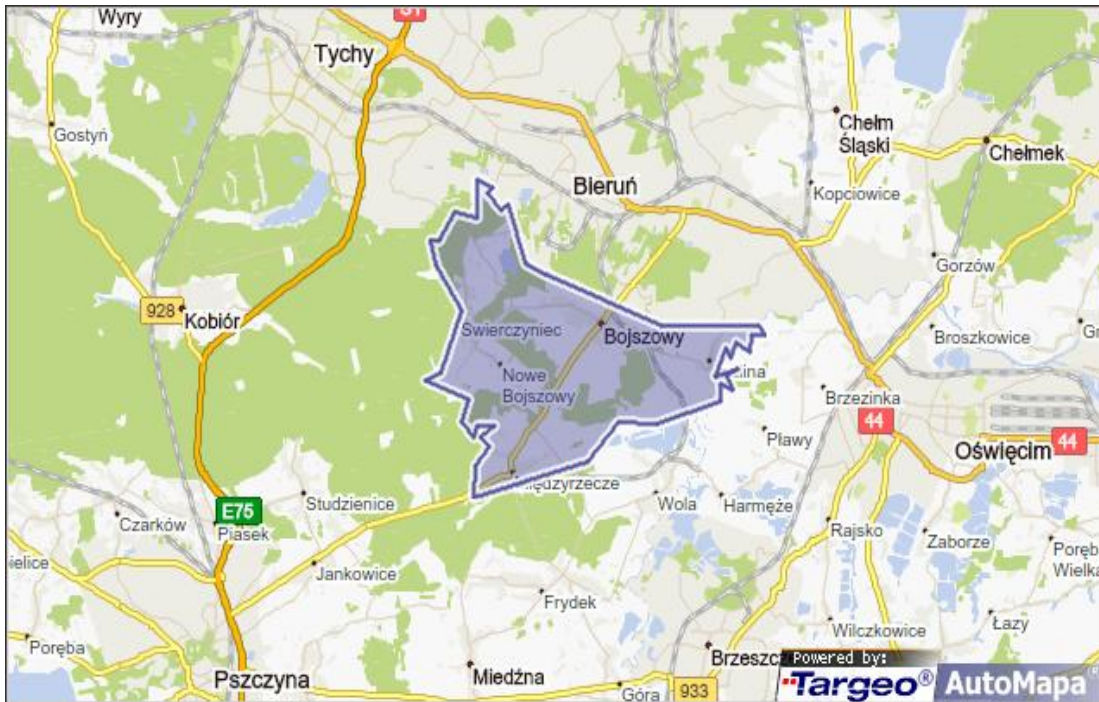 Wyry
Tychy
Gostyń
Chełm
Śląski
Chełmek
Bieruń
Kopciowice
Gorzów
928
Kobiór
Świerczyniec
Bojszowy
Broszkowice
Nowe
Bojszowy
Brzezinka
44
Pławy
Oświęcim
44
E75
Studzienice
Wola
Harmęże
Czarków
Piasek
Rajsko
Zaborze
Poręba
Wielka
Jankowice
Frydek
Łazy
Wilczkowice
Poręba
Pszczyna
Miedźna
Góra
933
Powered by:
Targeo®
AutoMapa